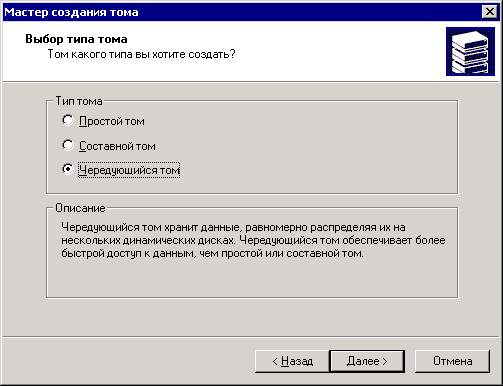 Мастер создания тома
Выбор типа тома
Том какого типа вы хотите создать?
Тип тома
Простой том
Составной том
Чередующийся том
Описание
Чередующийся том хранит данные, равномерно распределяя их на
нескольких динамических дисках. Чередующийся том обеспечивает более
быстрой доступ к данным, чем простой или составной том.
< Назад
Далее >
Отмена